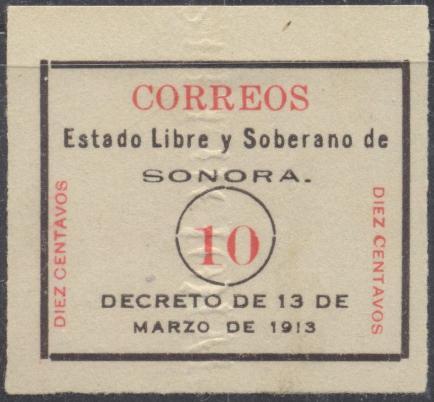 CORREOS
Estado Libre y Soberano de
SONORA.
DIEZ CENTAVOS
10
DIEZ CENTAVOS
DECRETO DE 13 DE
MARZO DE 1913